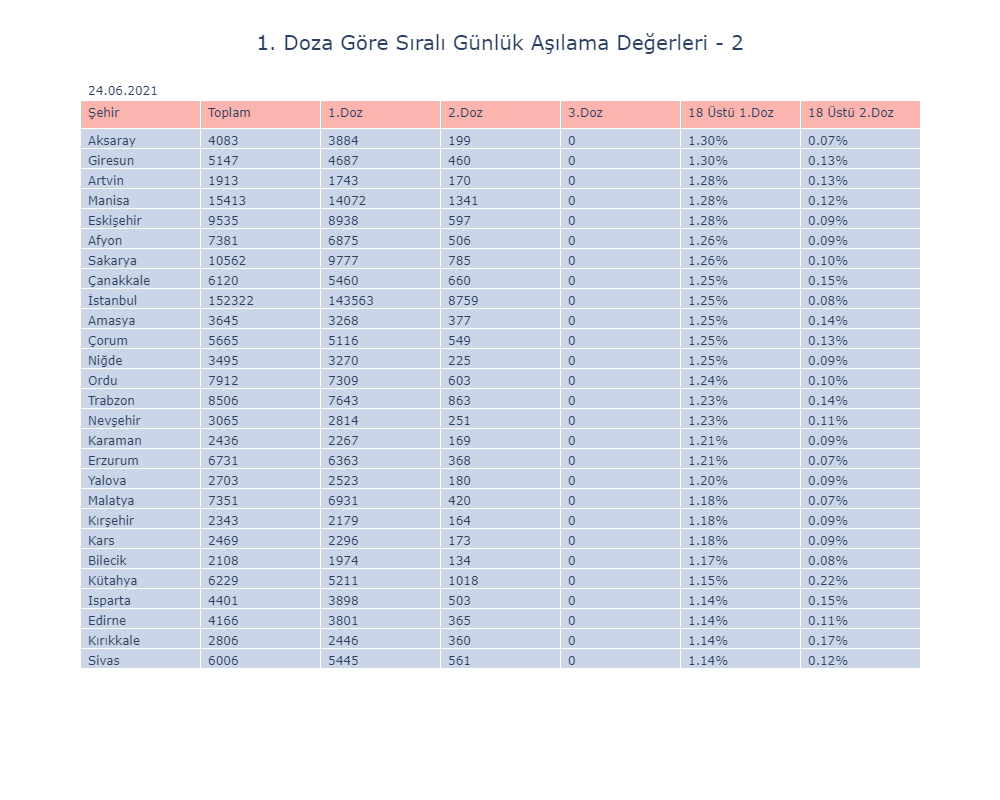 1. Doza Göre Sıralı Günlük Aşılama Değerleri - 2
24.06.2021
Şehir Toplam 1.Doz 2.Doz 3.Doz 18 Üstü 1.Doz 18 Üstü 2.Doz
Aksaray 4083 3884 199 0 1.30% 0.07%
Giresun 5147 4687 460 0 1.30% 0.13%
Artvin 1913 1743 170 0 1.28% 0.13%
Manisa 15413 14072 1341 0 1.28% 0.12%
Eskişehir 9535 8938 597 0 1.28% 0.09%
Afyon 7381 6875 506 0 1.26% 0.09%
Sakarya 10562 9777 785 0 1.26% 0.10%
Çanakkale 6120 5460 660 0 1.25% 0.15%
İstanbul 152322 143563 8759 0 1.25% 0.08%
Amasya 3645 3268 377 0 1.25% 0.14%
Çorum 5665 5116 549 0 1.25% 0.13%
Niğde 3495 3270 225 0 1.25% 0.09%
Ordu 7912 7309 603 0 1.24% 0.10%
Trabzon 8506 7643 863 0 1.23% 0.14%
Nevşehir 3065 2814 251 0 1.23% 0.11%
Karaman 2436 2267 169 0 1.21% 0.09%
Erzurum 6731 6363 368 0 1.21% 0.07%
Yalova 2703 2523 180 0 1.20% 0.09%
Malatya 7351 6931 420 0 1.18% 0.07%
Kırşehir 2343 2179 164 0 1.18% 0.09%
Kars 2469 2296 173 0 1.18% 0.09%
Bilecik 2108 1974 134 0 1.17% 0.08%
Kütahya 6229 5211 1018 0 1.15% 0.22%
Isparta 4401 3898 503 0 1.14% 0.15%
Edirne 4166 3801 365 0 1.14% 0.11%
Kırıkkale 2806 2446 360 0 1.14% 0.17%
Sivas 6006 5445 561 0 1.14% 0.12%